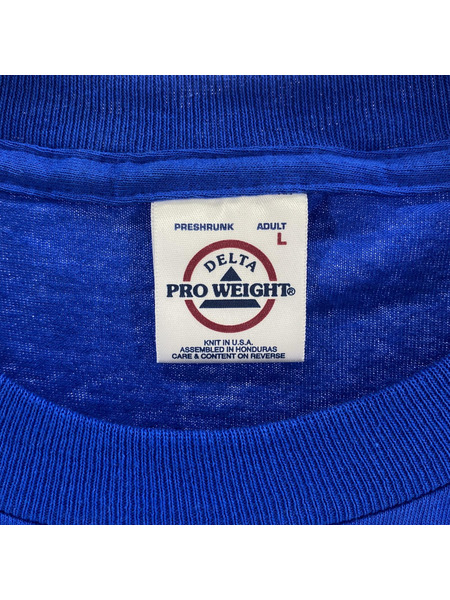 PRESHRUNK ADULT
L
DELTA
PRO WEIGHT®
KNIT IN U.S.A.
ASSEMBLED IN HONDURAS
CARE & CONTENT ON REVERSE